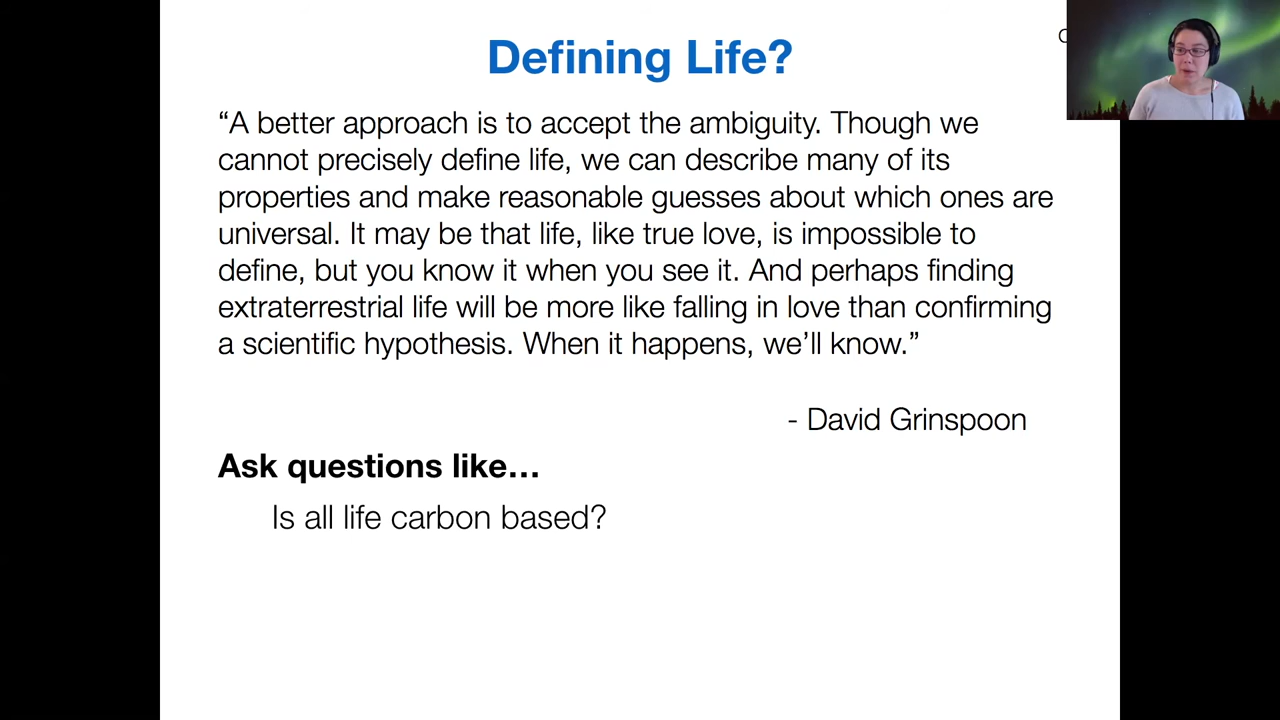 Defining Life?
“A better approach is to accept the ambiguity. Though we
cannot precisely define life, we can describe many of its
properties and make reasonable guesses about which ones are
universal. It may be that life, like true love, is impossible to
define, but you know it when you see it. And perhaps finding
extraterrestrial life will be more like falling in love than confirming
a scientific hypothesis. When it happens, we’ll know.”
- David Grinspoon
Ask questions like…
Is all life carbon based?